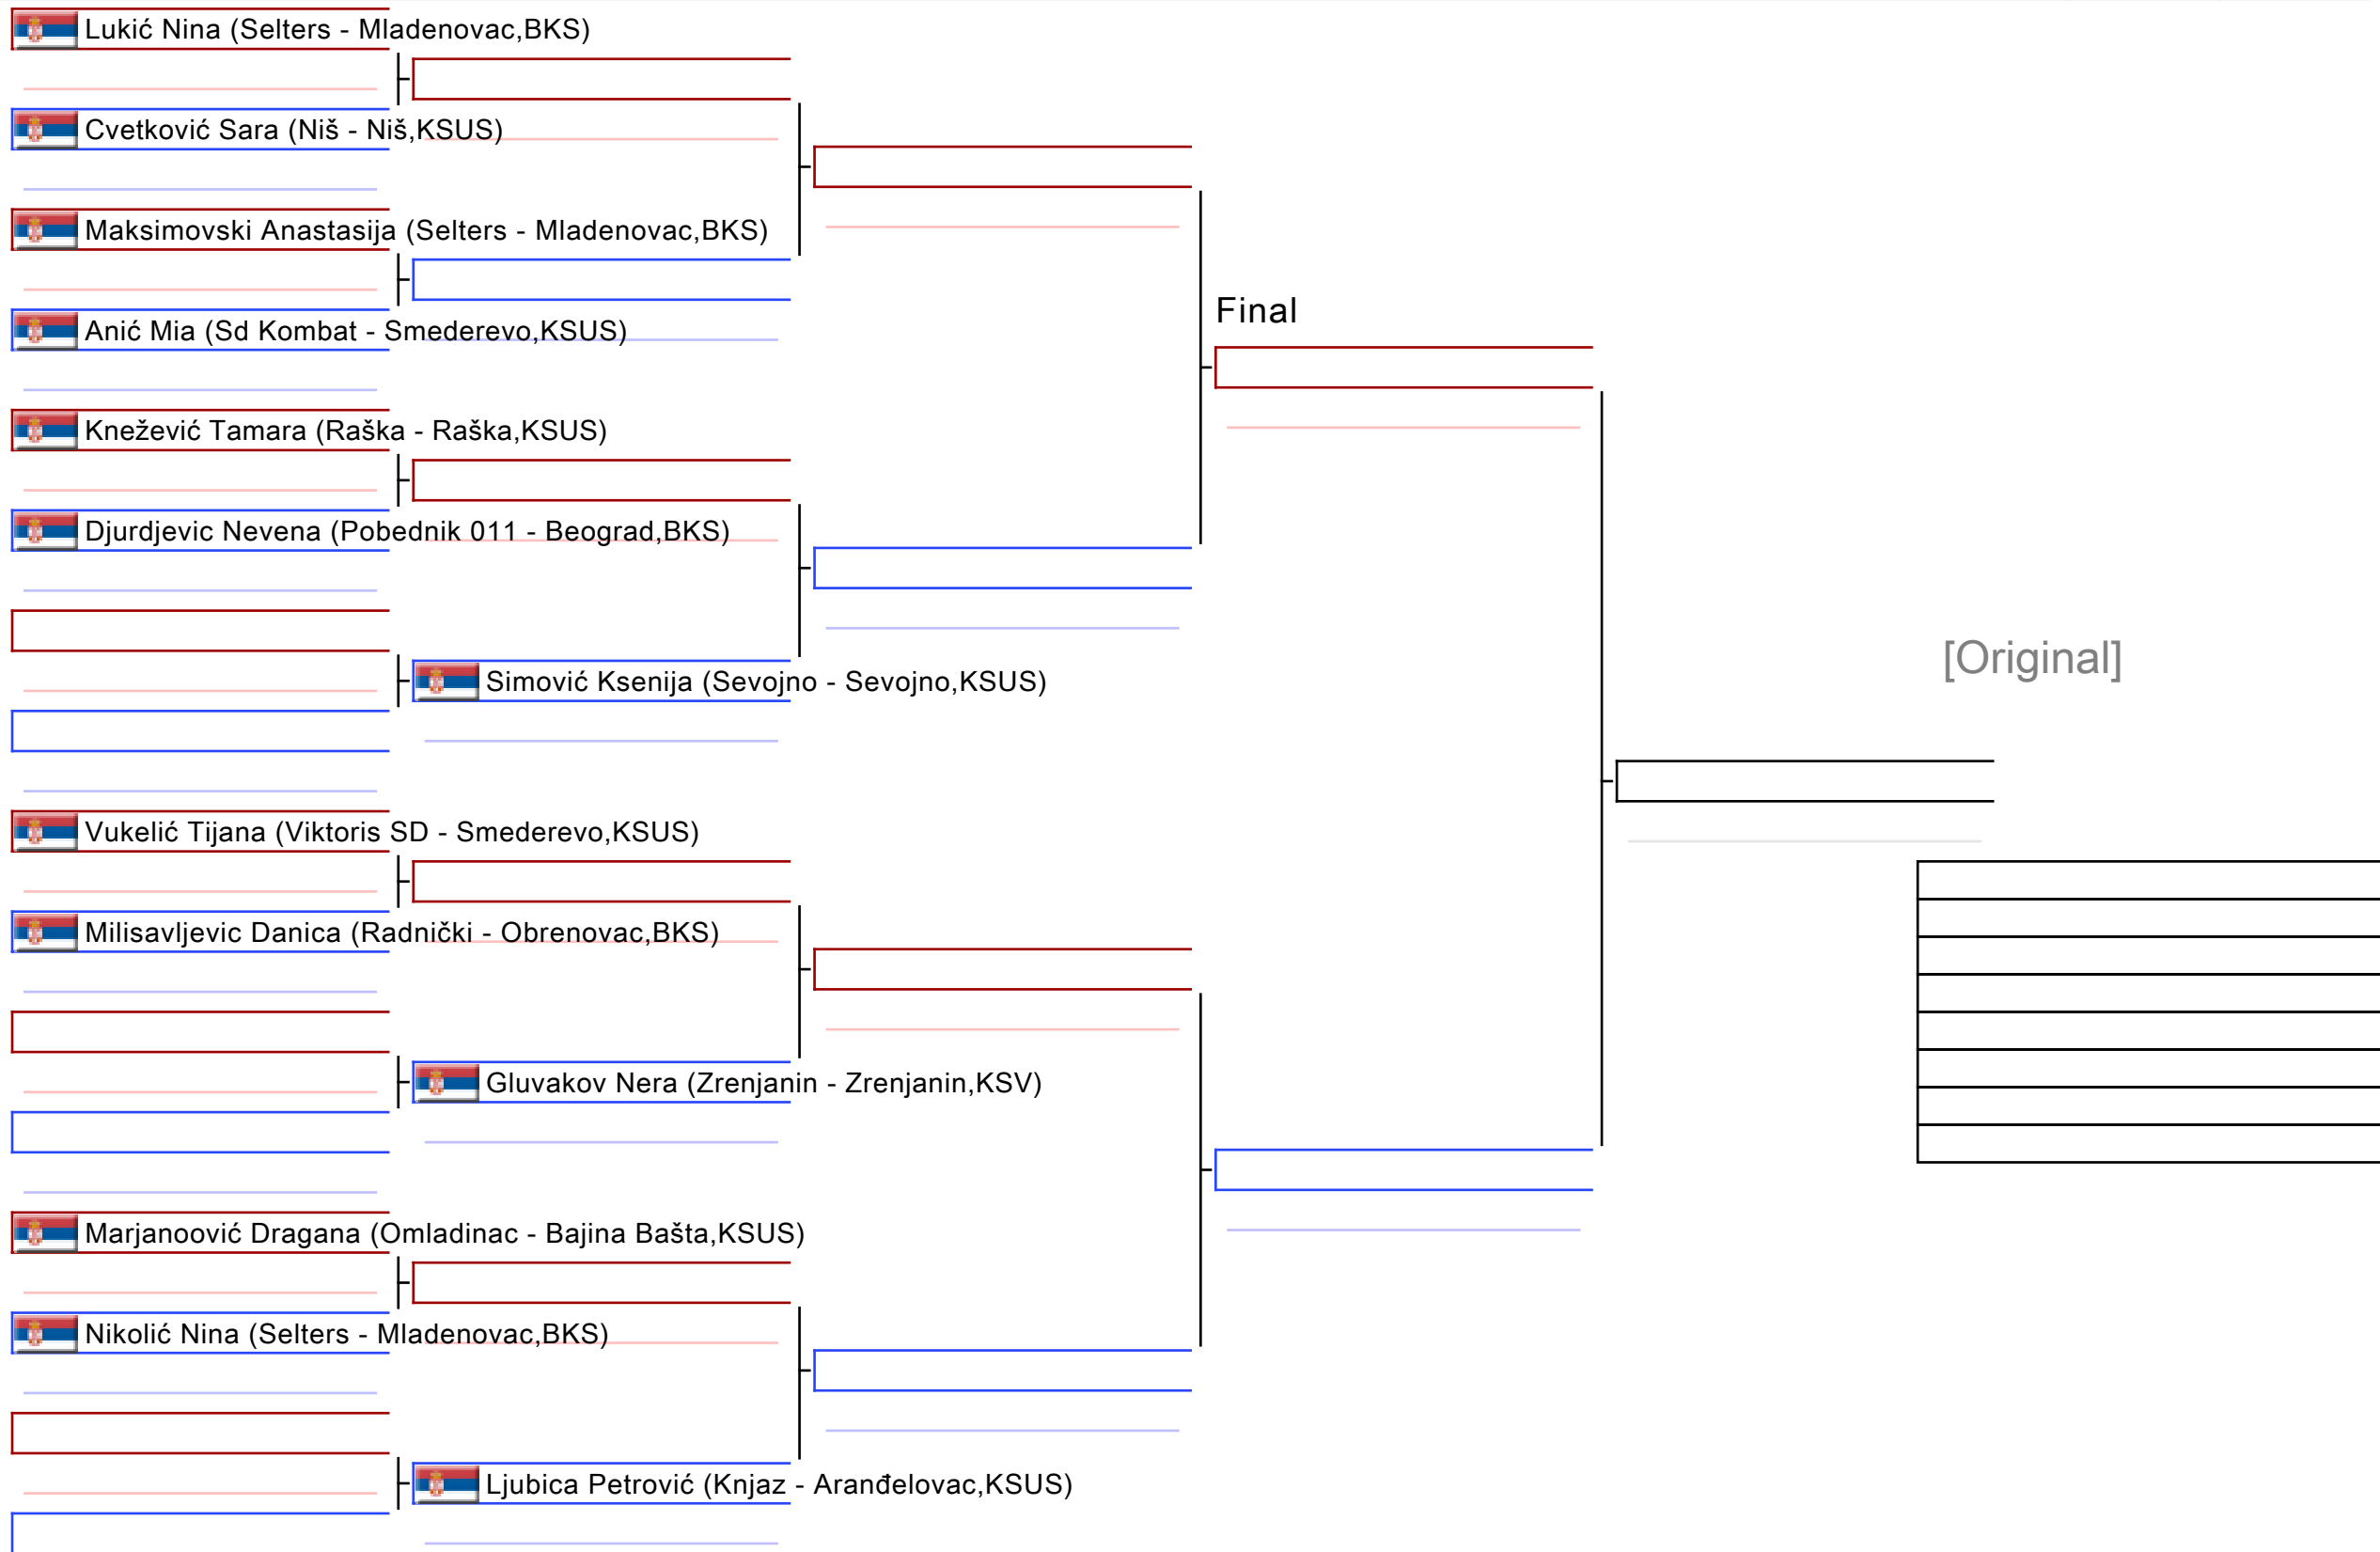 Lukić Nina (Selters - Mladenovac,BKS)
Cvetković Sara (Niš - Niš,KSUS)
Maksimovski Anastasija (Selters - Mladenovac,BKS)
Final
Anić Mia (Sd Kombat - Smederevo,KSUS)
Knežević Tamara (Raška - Raška,KSUS)
Djurdjevic Nevena (Pobednik 011 - Beograd,BKS)
[Original]
Simović Ksenija (Sevojno - Sevojno,KSUS)
Vukelić Tijana (Viktoris SD - Smederevo,KSUS)
Milisavljevic Danica (Radnički - Obrenovac,BKS)
Gluvakov Nera (Zrenjanin - Zrenjanin,KSV)
Marjanoović Dragana (Omladinac - Bajina Bašta,KSUS)
Nikolić Nina (Selters - Mladenovac,BKS)
Ljubica Petrović (Knjaz - Aranđelovac,KSUS)